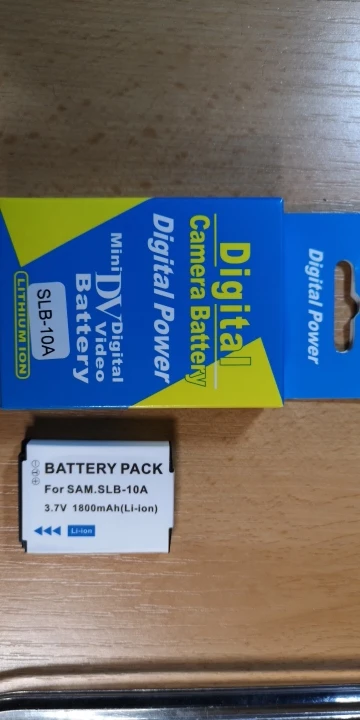 Digital
Camera Battery
Digital Power
Mini DV Digital Video
Battery
SLB-10A
LITHIUM ION
Digital Power
BATTERY PACK
For SAM.SLB-10A
3.7V 1800mAh(Li-ion)
Li-ion